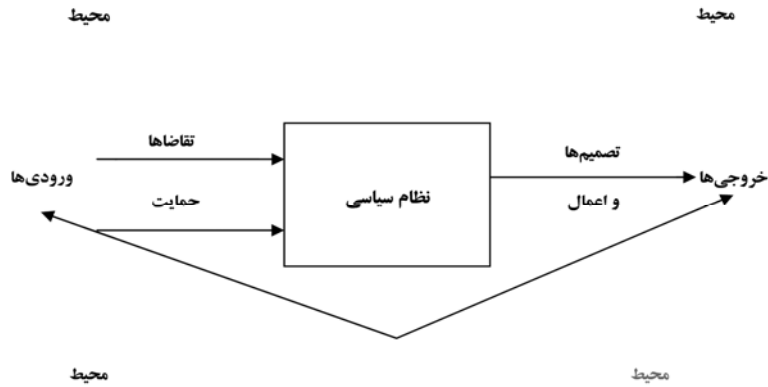 محیط
محیط
تقاضاها
تصمیم‌ها
ورودی‌ها
نظام سیاسی
خروجی‌ها
حمایت
و اعمال
محیط
محیط